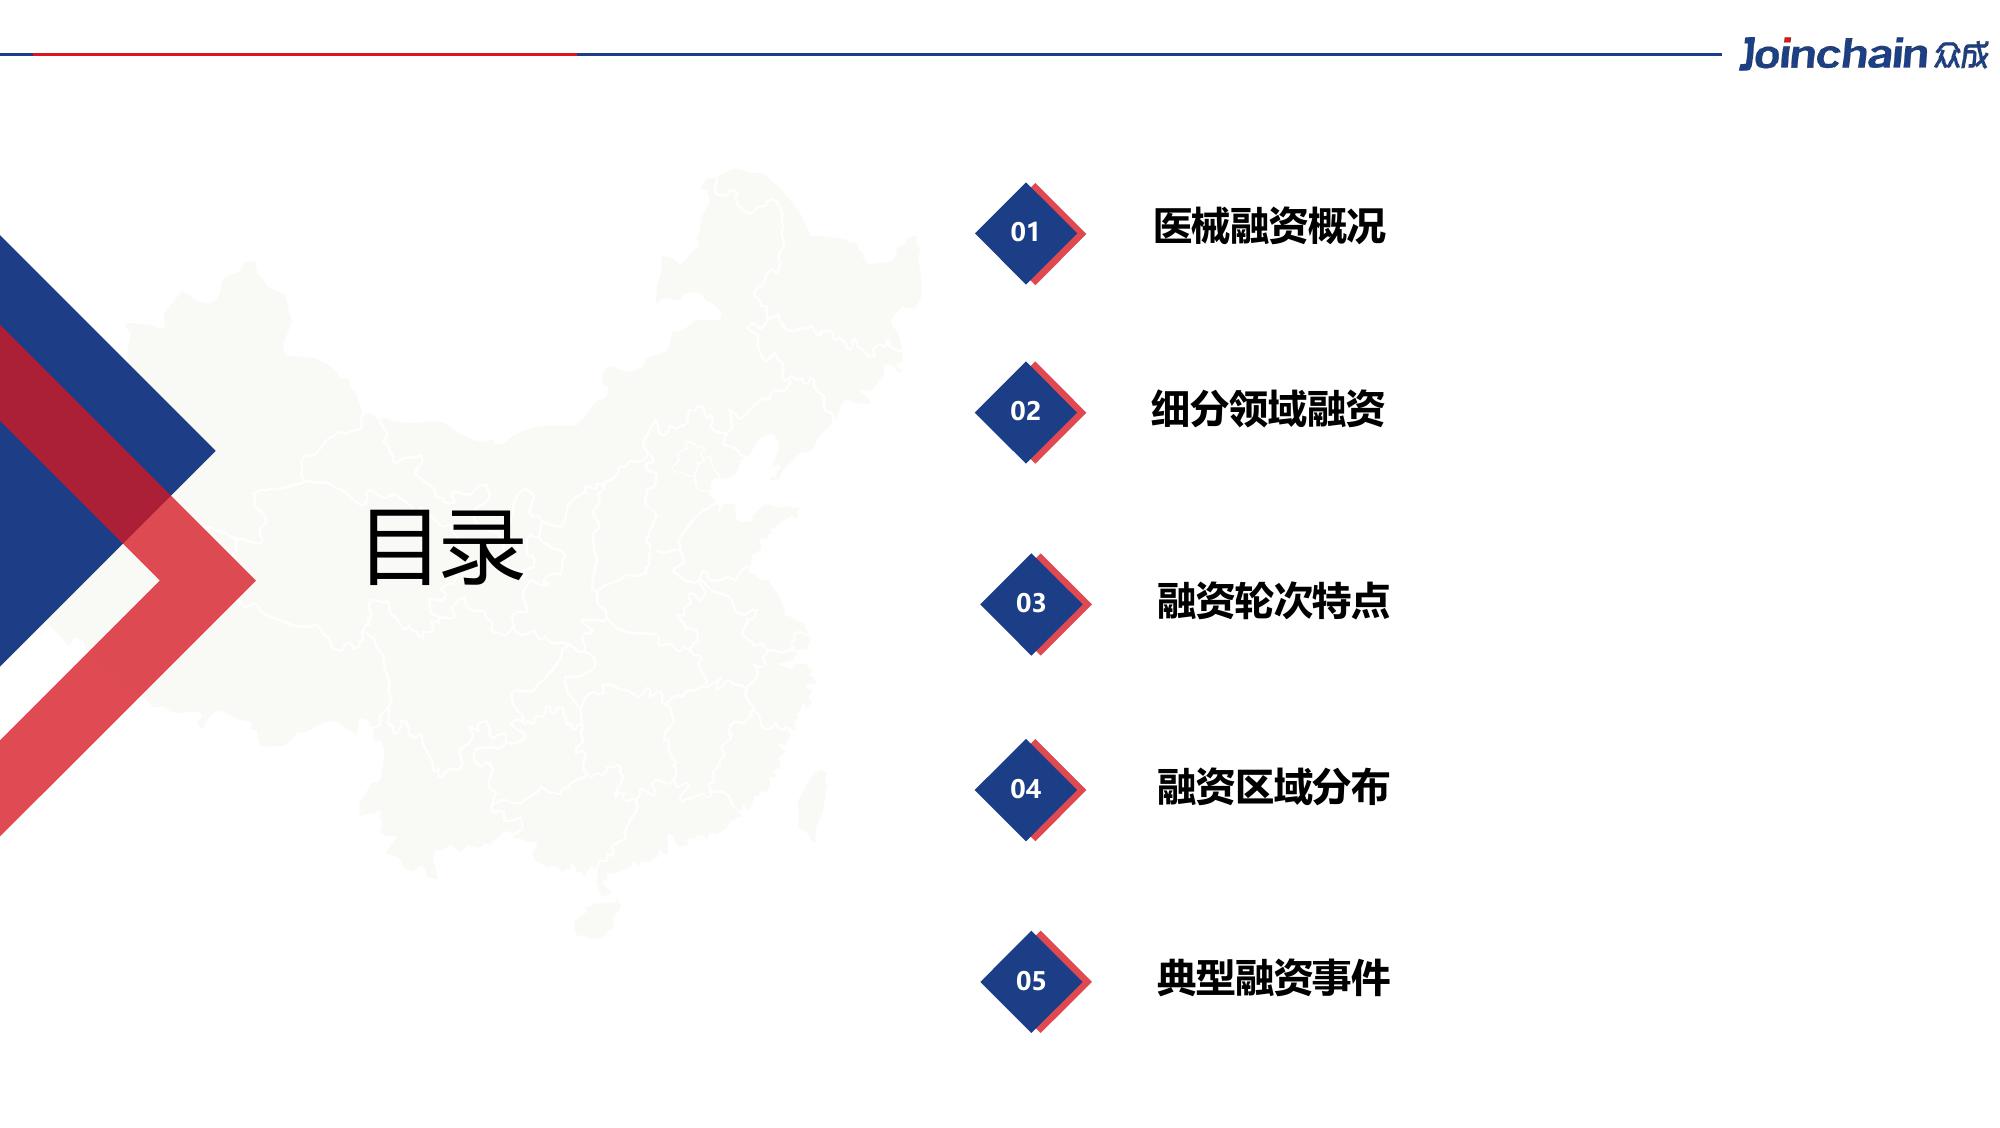 Joinchain 众成
目录
01 医械融资概况
02 细分领域融资
03 融资轮次特点
04 融资区域分布
05 典型融资事件